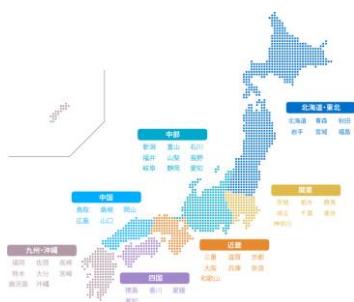 北海道・東北
北海道 青森 秋田
岩手 宮城 福島
中部
新潟 富山 石川
福井 山梨 長野
岐阜 静岡 愛知
関東
茨城 栃木 群馬
埼玉 千葉 東京
神奈川
中国
鳥取 島根 岡山
広島 山口
近畿
三重 滋賀 京都
大阪 兵庫 奈良
和歌山
九州・沖縄
福岡 佐賀 長崎
熊本 大分 宮崎
鹿児島 沖縄
四国
徳島 香川 愛媛
高知